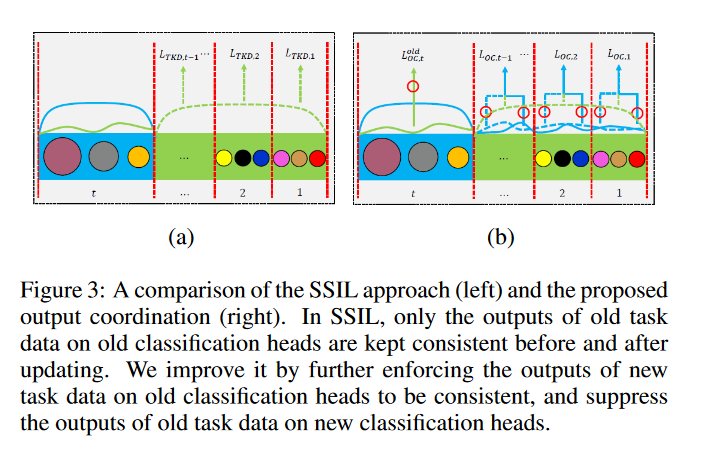 L_{TKD,t-1} ... L_{TKD,2} L_{TKD,1}
t ... 2 1
...
(a)
L^{old}_{OC,t} L_{OC,t-1} ... L_{OC,2} L_{OC,1}
t ... 2 1
...
(b)
Figure 3: A comparison of the SSIL approach (left) and the proposed
output coordination (right). In SSIL, only the outputs of old task
data on old classification heads are kept consistent before and after
updating. We improve it by further enforcing the outputs of new
task data on old classification heads to be consistent, and suppress
the outputs of old task data on new classification heads.